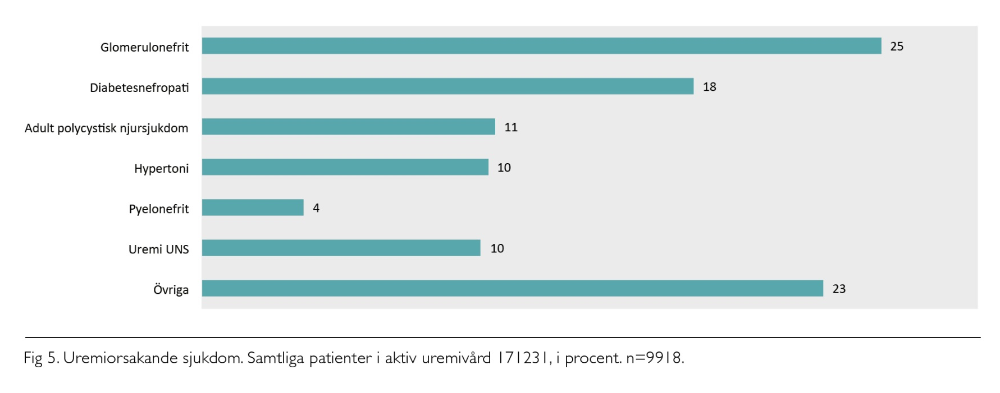 Glomerulonefrit 25
Diabetesnefropati 18
Adult polycystisk njursjukdom 11
Hypertoni 10
Pyelonefrit 4
Uremi UNS 10
Övriga 23
Fig 5. Uremiorsakande sjukdom. Samtliga patienter i aktiv uremivård 171231, i procent. n=9918.